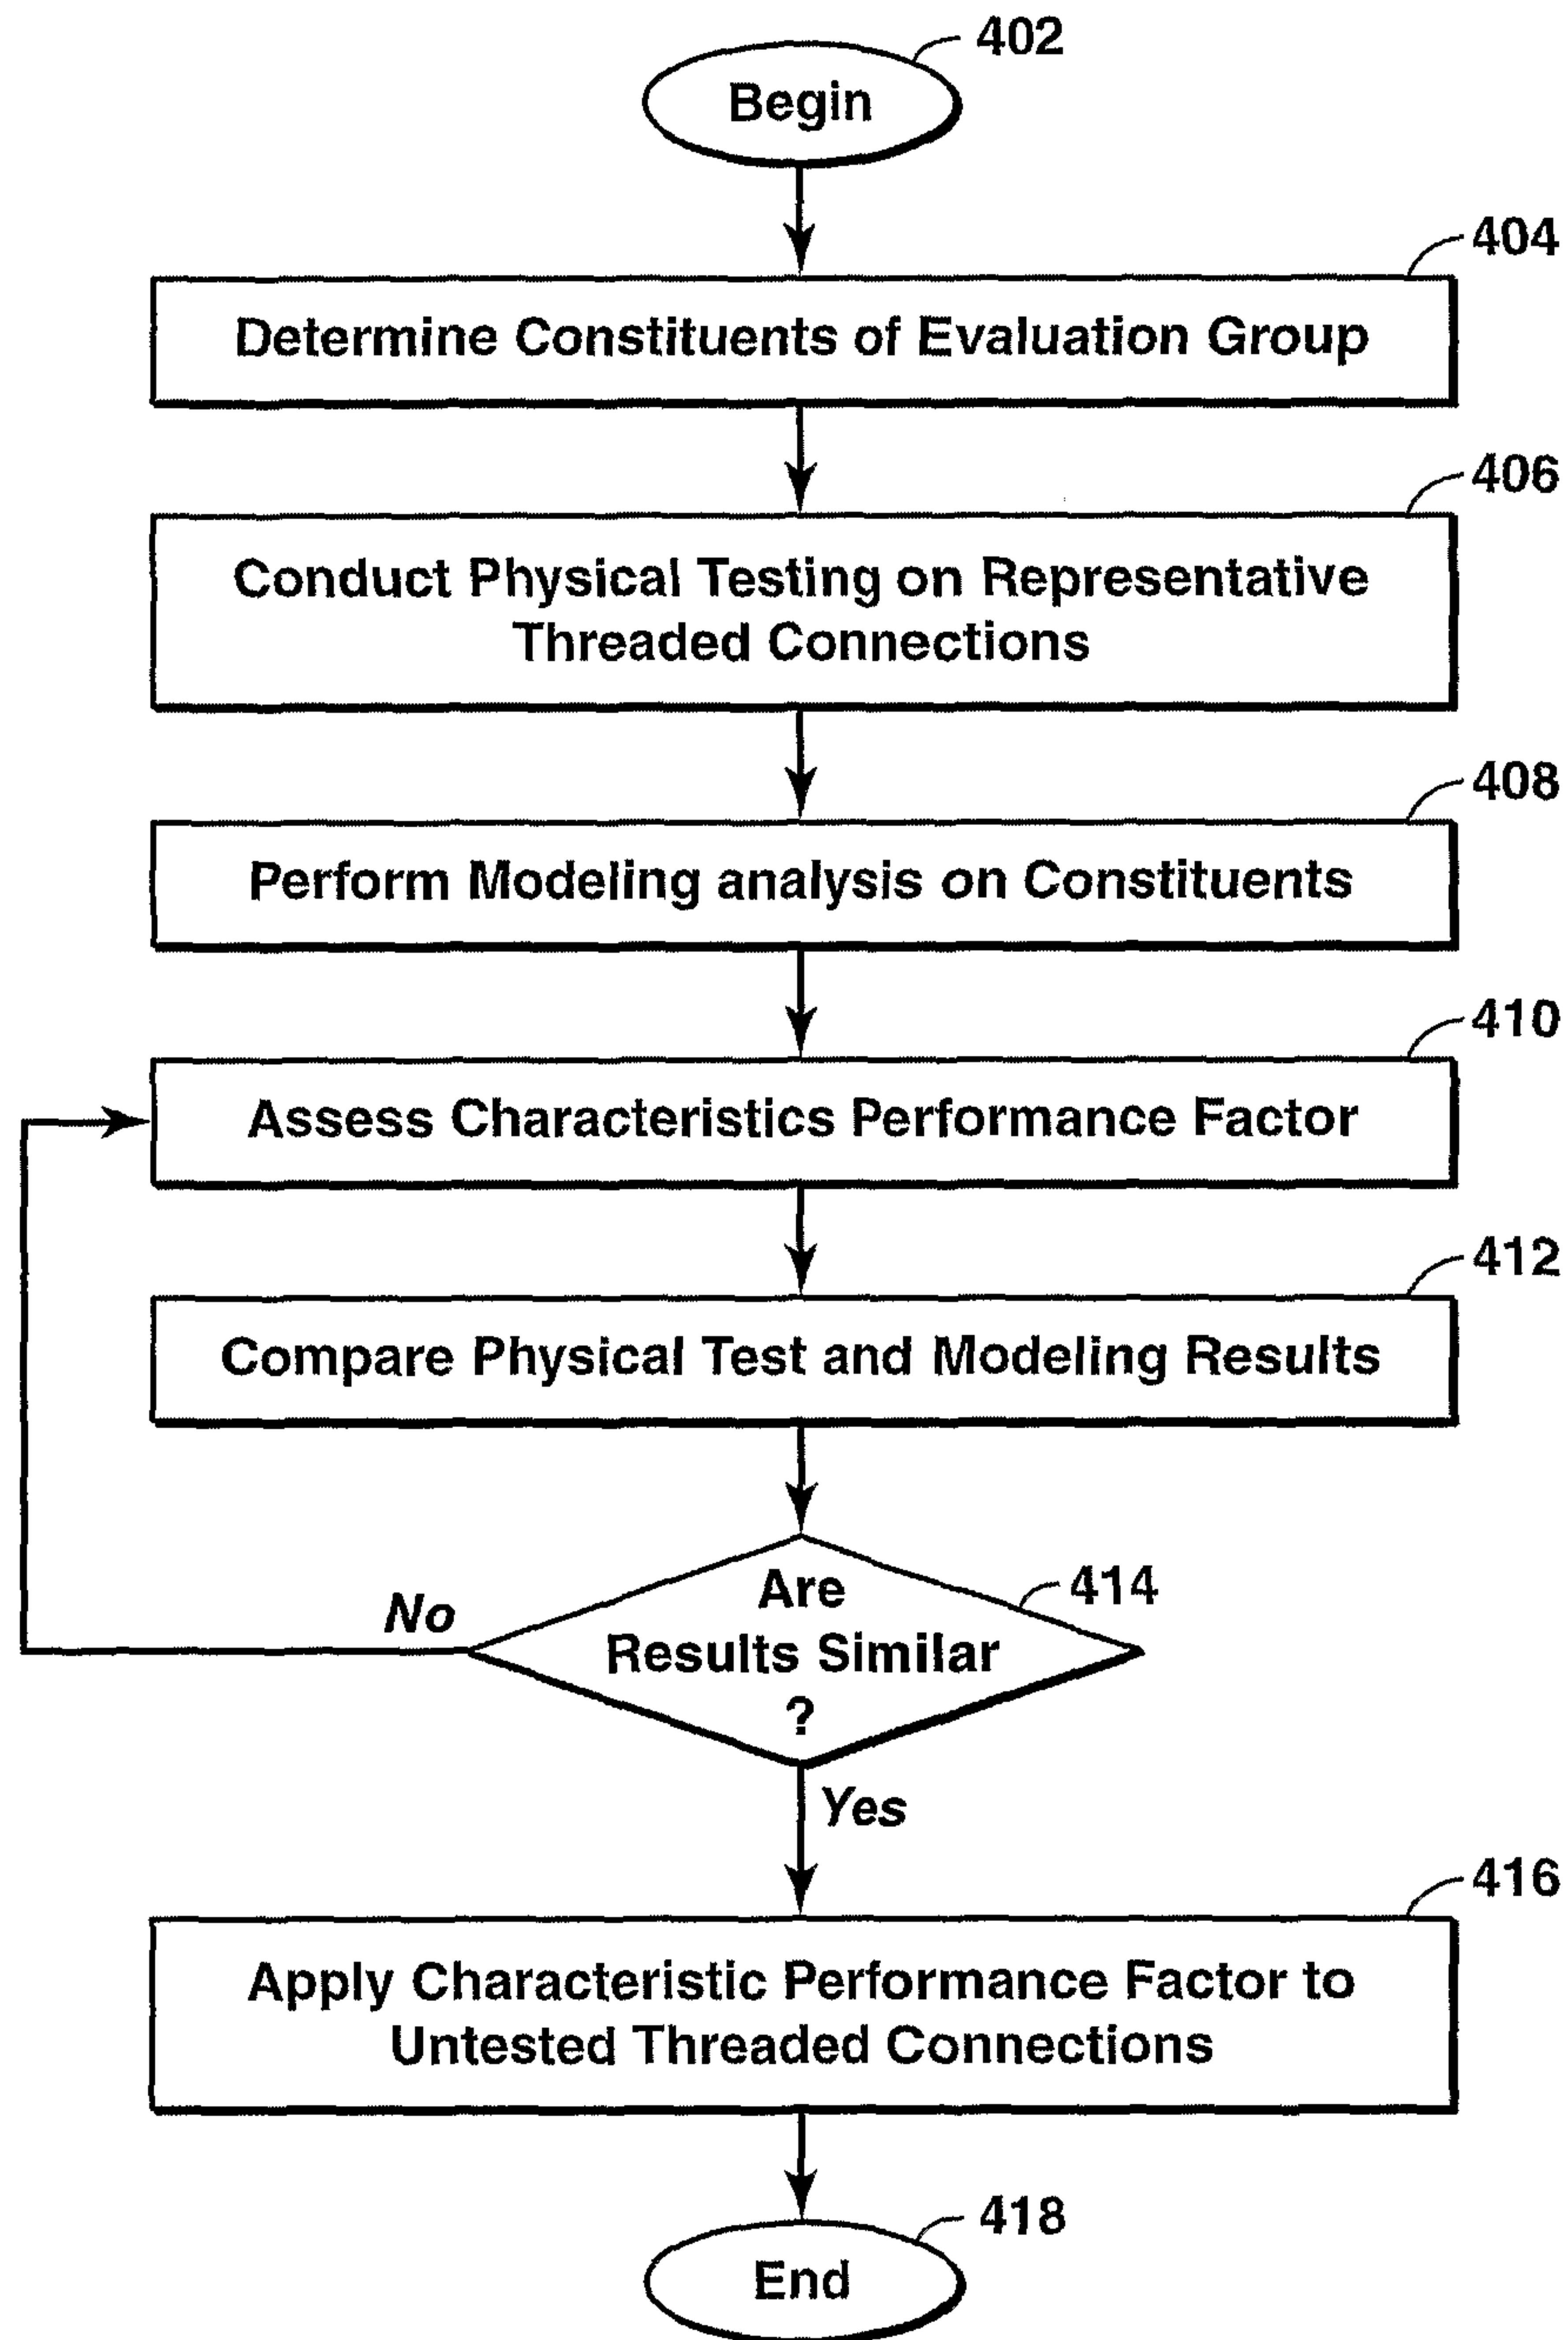 402
Begin
404
Determine Constituents of Evaluation Group
406
Conduct Physical Testing on Representative
Threaded Connections
408
Perform Modeling analysis on Constituents
410
Assess Characteristics Performance Factor
412
Compare Physical Test and Modeling Results
414
Are
Results Similar
?
No
Yes
416
Apply Characteristic Performance Factor to
Untested Threaded Connections
418
End